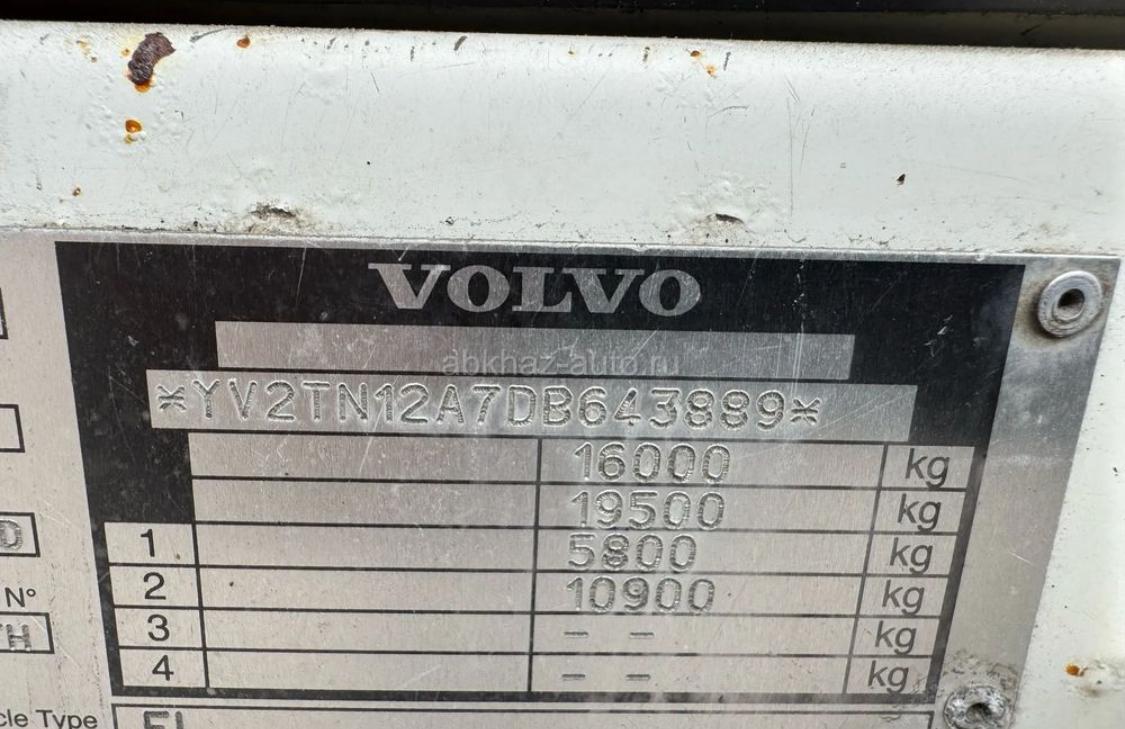 VOLVO
abkhaz-auto.ru
*YV2TN12A7DB643889*
16000 kg
19500 kg
1 5800 kg
2 10900 kg
N°
3 - - kg
4 - - kg
Type